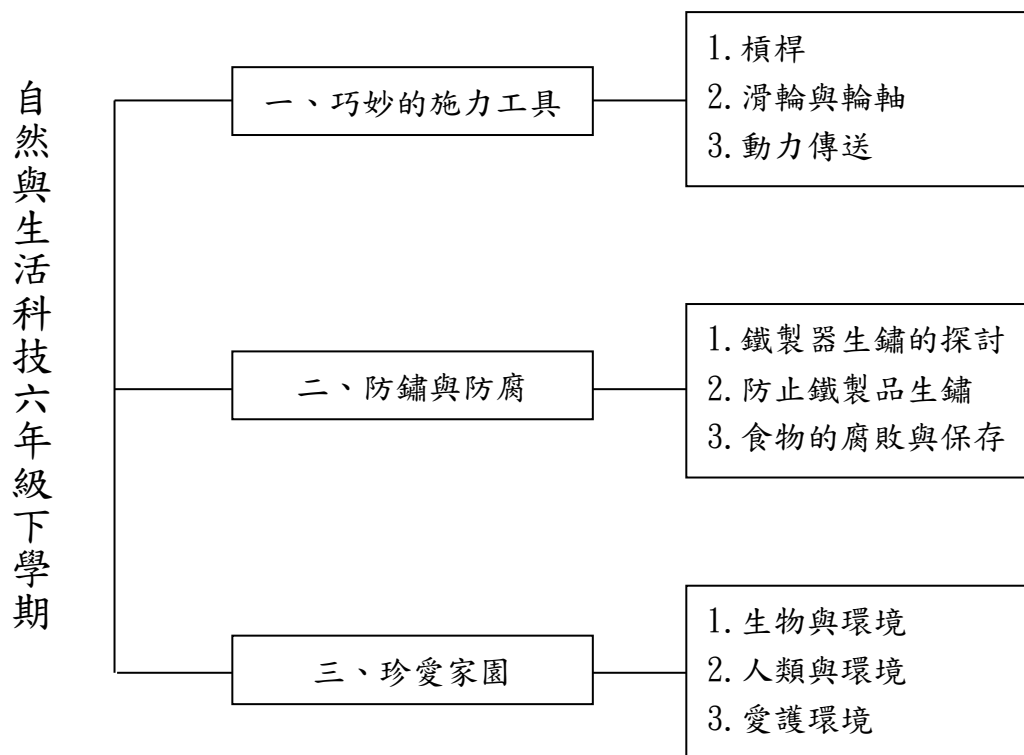 自然與生活科技六年級下學期
一、巧妙的施力工具
1.槓桿
2.滑輪與輪軸
3.動力傳送
二、防鏽與防腐
1.鐵製器生鏽的探討
2.防止鐵製品生鏽
3.食物的腐敗與保存
三、珍愛家園
1.生物與環境
2.人類與環境
3.愛護環境